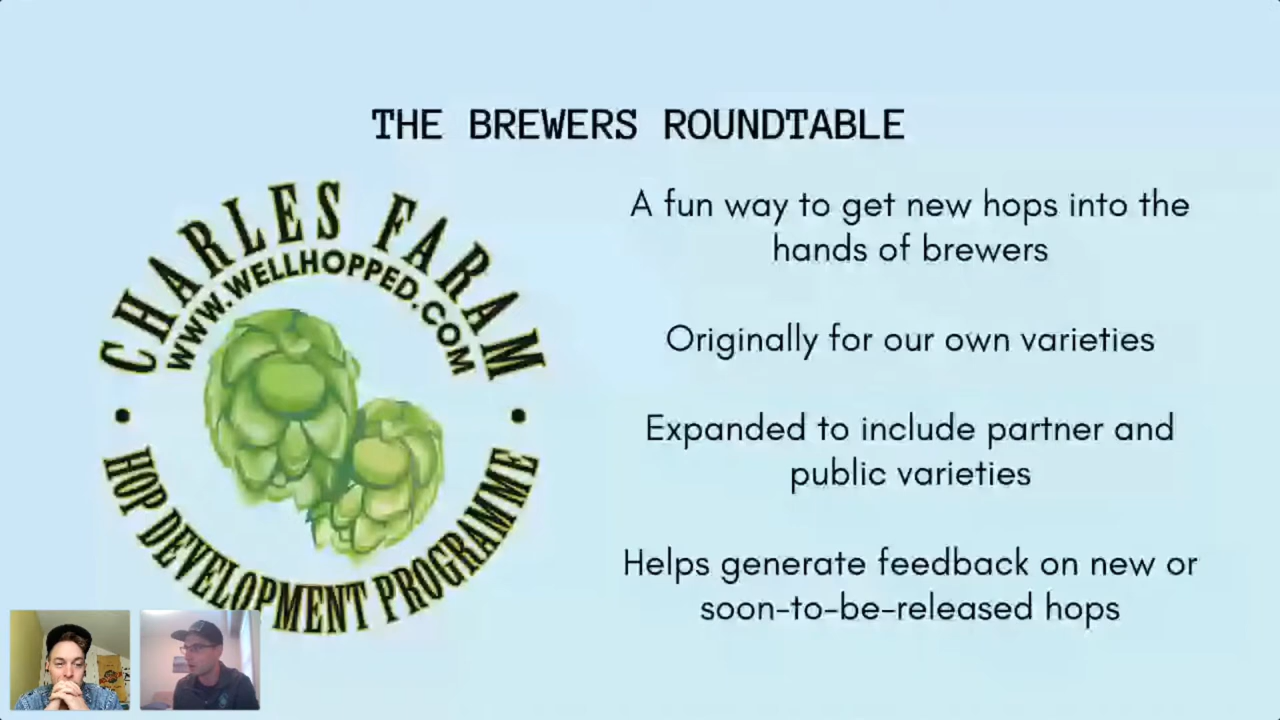 THE BREWERS ROUNDTABLE
CHARLES FARAM
WWW.WELLHOPPED.COM
• HOP DEVELOPMENT PROGRAMME •
A fun way to get new hops into the
hands of brewers
Originally for our own varieties
Expanded to include partner and
public varieties
Helps generate feedback on new or
soon-to-be-released hops